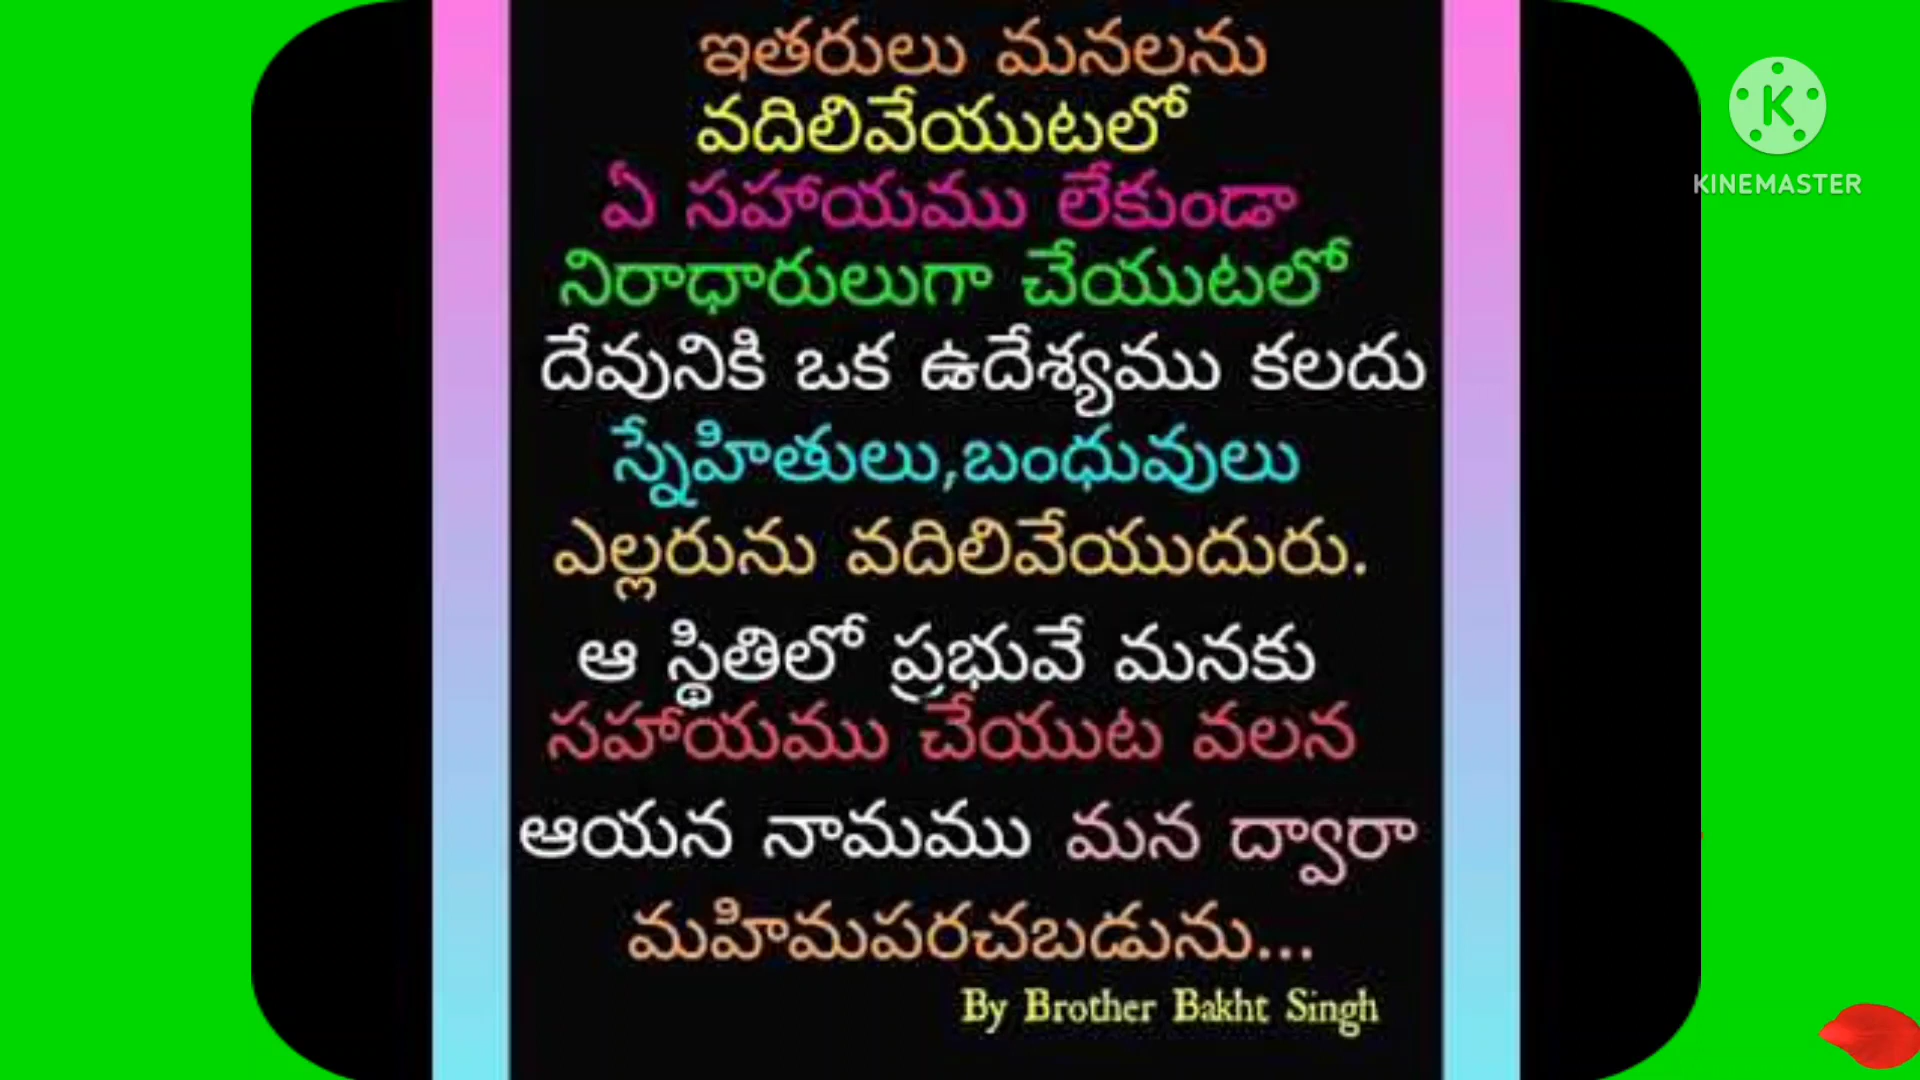 ఇతరులు మనలను
వదిలివేయుటలో
ఏ సహాయము లేకుండా
నిరాధారులుగా చేయుటలో
దేవునికి ఒక ఉదేశ్యము కలదు
స్నేహితులు,బంధువులు
ఎల్లరును వదిలివేయుదురు.
ఆ స్థితిలో ప్రభువే మనకు
సహాయము చేయుట వలన
ఆయన నామము మన ద్వారా
మహిమపరచబడును...
By Brother Bakht Singh
K
KINEMASTER